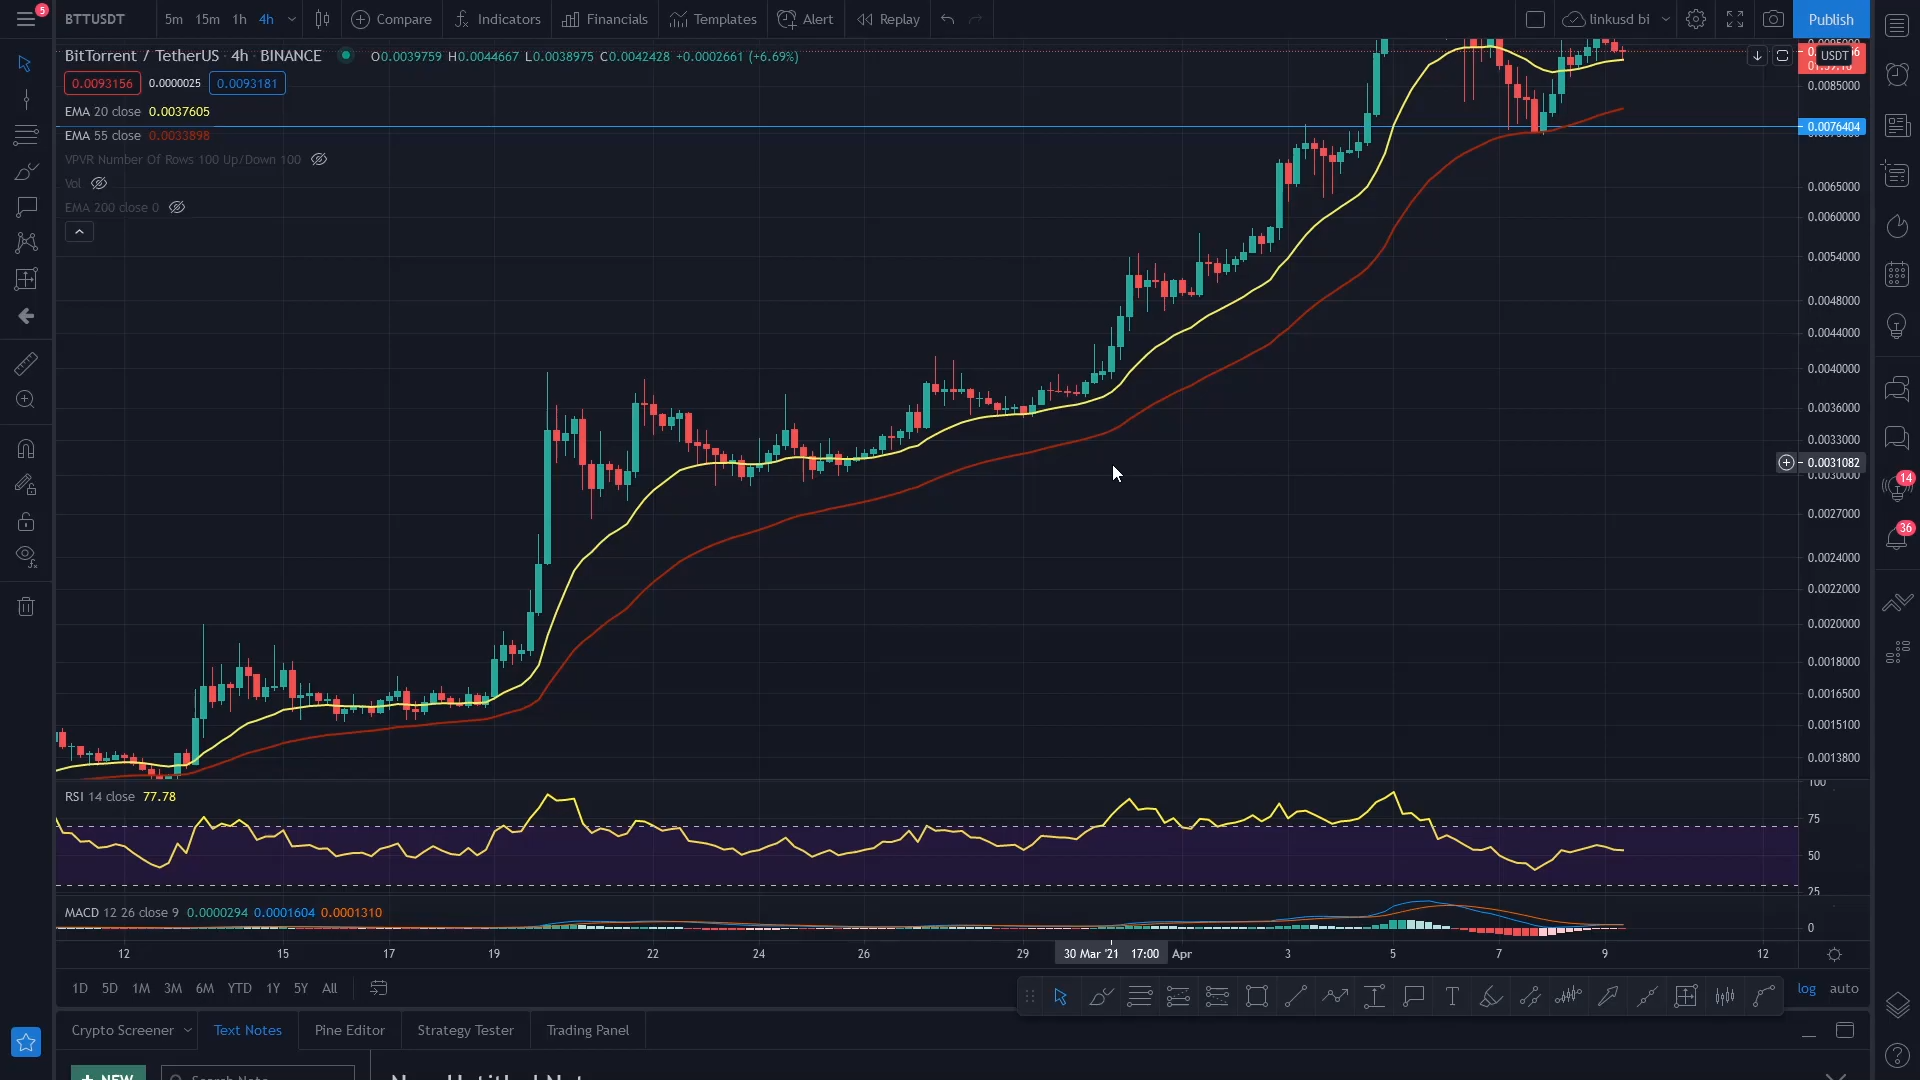 5
BTTUSDT 5m 15m 1h 4h Compare Indicators Financials Templates Alert Replay linkusd bi Publish
BitTorrent / TetherUS 4h BINANCE O0.0039759 H0.0044667 L0.0038975 C0.0042428 +0.0002661 (+6.69%)
USDT
0.0093156 0.0000025 0.0093181
0.0085000
EMA 20 close 0.0037605
0.0076404
EMA 55 close 0.0033898
VPVR Number Of Rows 100 Up/Down 100
Vol
0.0065000
EMA 200 close 0
0.0060000
0.0054000
0.0048000
0.0044000
0.0040000
0.0036000
0.0033000
0.0031082
0.0030000
14
0.0027000
36
0.0024000
0.0022000
0.0020000
0.0018000
0.0016500
0.0015100
0.0013800
100
RSI 14 close 77.78
75
50
25
MACD 12 26 close 9 0.0000294 0.0001604 0.0001310
0
12 15 17 19 22 24 26 29 30 Mar '21 17:00 Apr 3 5 7 9 12
1D 5D 1M 3M 6M YTD 1Y 5Y All
log auto
Crypto Screener Text Notes Pine Editor Strategy Tester Trading Panel
NEW Search Note